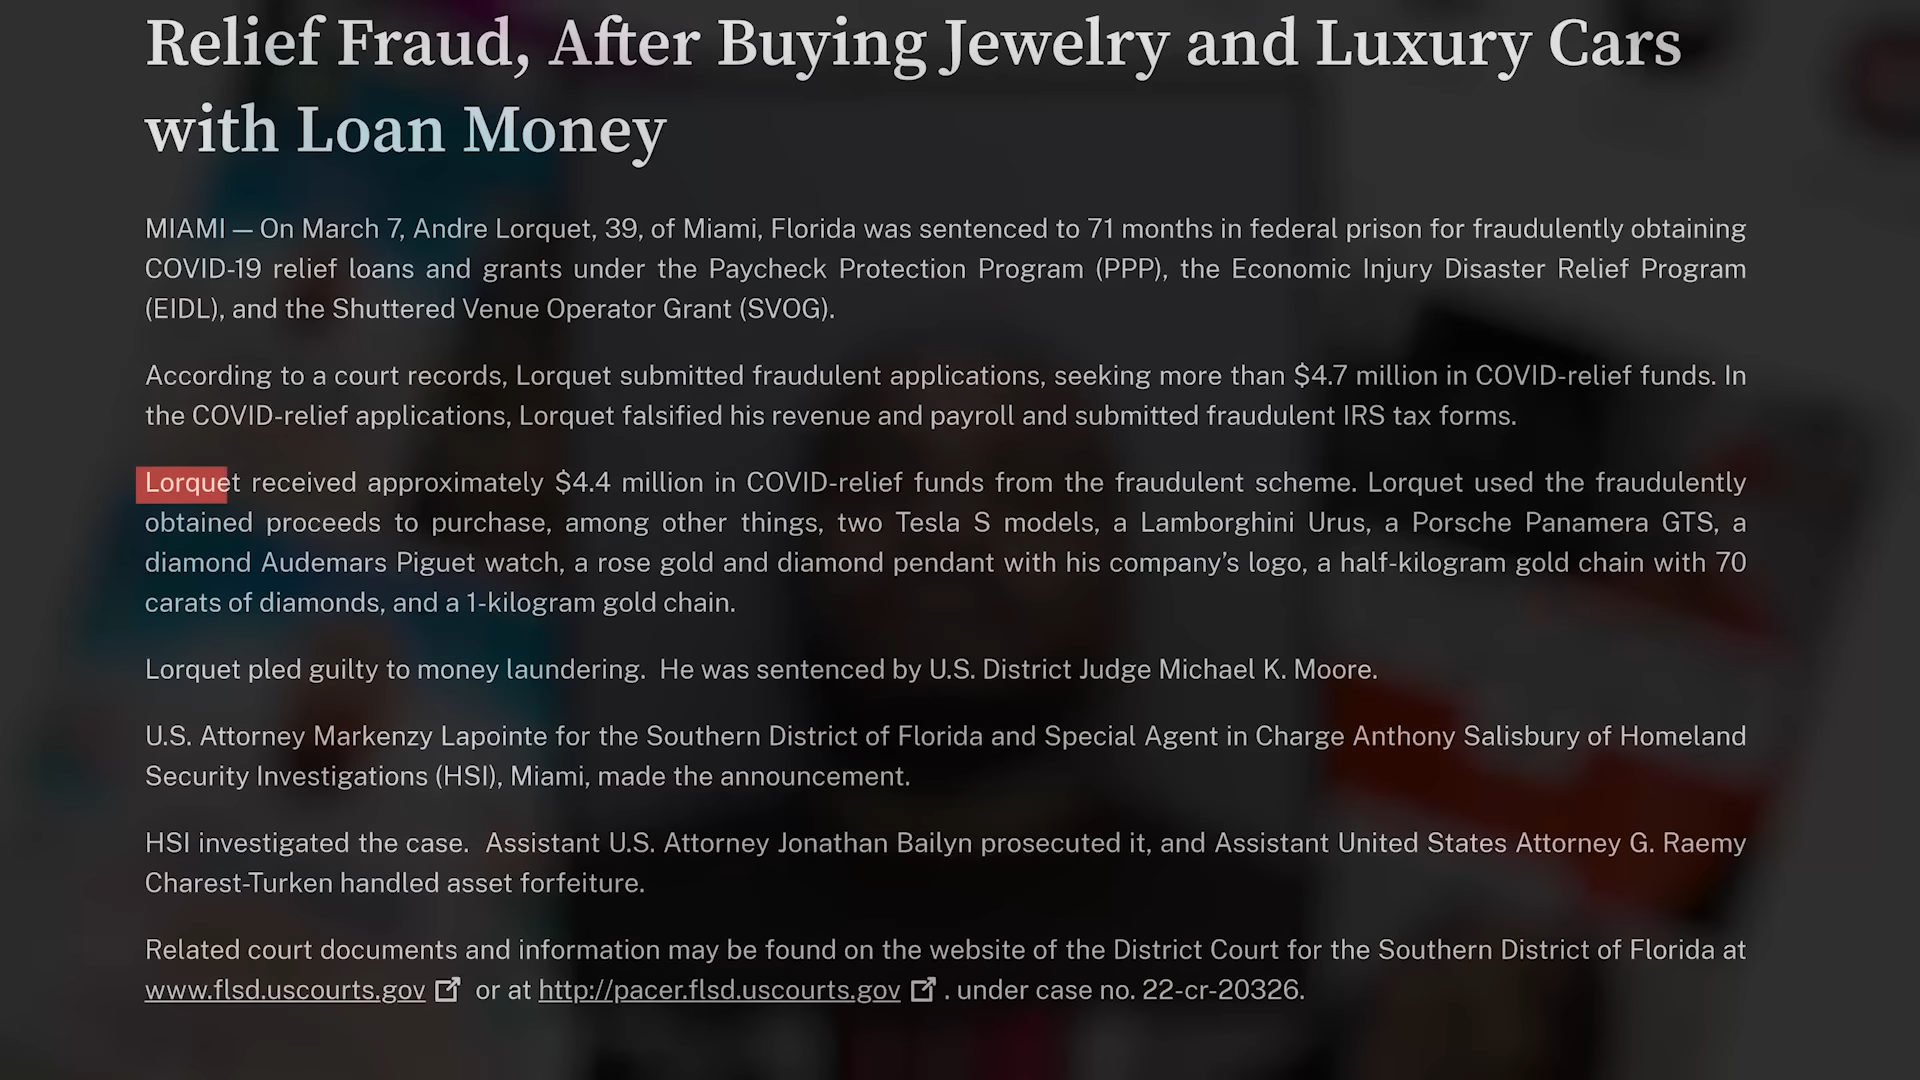 Relief Fraud, After Buying Jewelry and Luxury Cars
with Loan Money
MIAMI — On March 7, Andre Lorquet, 39, of Miami, Florida was sentenced to 71 months in federal prison for fraudulently obtaining
COVID-19 relief loans and grants under the Paycheck Protection Program (PPP), the Economic Injury Disaster Relief Program
(EIDL), and the Shuttered Venue Operator Grant (SVOG).
According to a court records, Lorquet submitted fraudulent applications, seeking more than $4.7 million in COVID-relief funds. In
the COVID-relief applications, Lorquet falsified his revenue and payroll and submitted fraudulent IRS tax forms.
Lorquet received approximately $4.4 million in COVID-relief funds from the fraudulent scheme. Lorquet used the fraudulently
obtained proceeds to purchase, among other things, two Tesla S models, a Lamborghini Urus, a Porsche Panamera GTS, a
diamond Audemars Piguet watch, a rose gold and diamond pendant with his company’s logo, a half-kilogram gold chain with 70
carats of diamonds, and a 1-kilogram gold chain.
Lorquet pled guilty to money laundering.  He was sentenced by U.S. District Judge Michael K. Moore.
U.S. Attorney Markenzy Lapointe for the Southern District of Florida and Special Agent in Charge Anthony Salisbury of Homeland
Security Investigations (HSI), Miami, made the announcement.
HSI investigated the case.  Assistant U.S. Attorney Jonathan Bailyn prosecuted it, and Assistant United States Attorney G. Raemy
Charest-Turken handled asset forfeiture.
Related court documents and information may be found on the website of the District Court for the Southern District of Florida at
www.flsd.uscourts.gov or at http://pacer.flsd.uscourts.gov . under case no. 22-cr-20326.